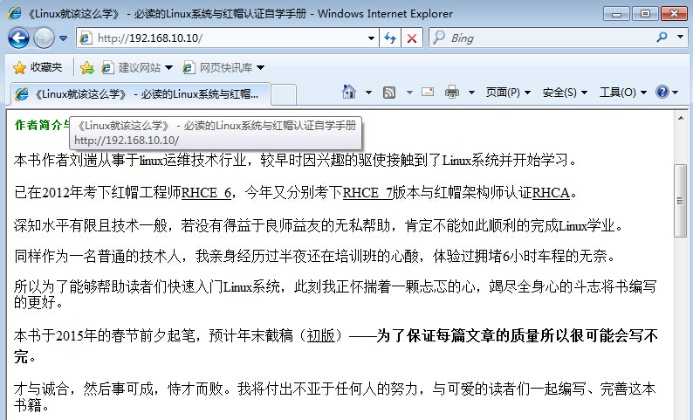 《Linux就该这么学》 - 必读的Linux系统与红帽认证自学手册 - Windows Internet Explorer
http://192.168.10.10/
Bing
收藏夹
建议网站
网页快讯库
《Linux就该这么学》 - 必读的Linux系统与红帽...
页面(P)
安全(S)
工具(O)
作者简介与
《Linux就该这么学》 - 必读的Linux系统与红帽认证自学手册
http://192.168.10.10/
本书作者刘遄从事于linux运维技术行业，较早时因兴趣的驱使接触到了Linux系统并开始学习。
已在2012年考下红帽工程师RHCE 6，今年又分别考下RHCE 7版本与红帽架构师认证RHCA。
深知水平有限且技术一般，若没有得益于良师益友的无私帮助，肯定不能如此顺利的完成Linux学业。
同样作为一名普通的技术人，我亲身经历过半夜还在培训班的心酸，体验过拥堵6小时车程的无奈。
所以为了能够帮助读者们快速入门Linux系统，此刻我正怀揣着一颗忐忑的心，竭尽全身心的斗志将书编写
的更好。
本书于2015年的春节前夕起笔，预计年末截稿（初版）——为了保证每篇文章的质量所以很可能会写不
完。
才与诚合，然后事可成，恃才而败。我将付出不亚于任何人的努力，与可爱的读者们一起编写、完善这本
书籍。